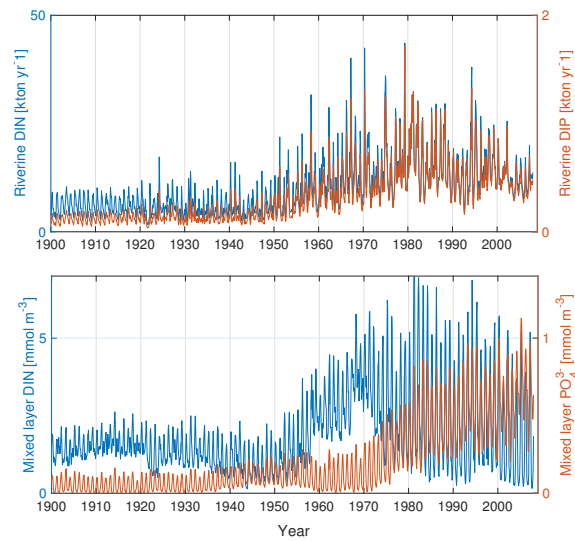 50
2
Riverine DIN [kton yr⁻¹]
Riverine DIP [kton yr⁻¹]
0
0
1900 1910 1920 1930 1940 1950 1960 1970 1980 1990 2000
Mixed layer DIN [mmol m⁻³]
5
1
Mixed layer PO₄³⁻ [mmol m⁻³]
0
0
1900 1910 1920 1930 1940 1950 1960 1970 1980 1990 2000
Year